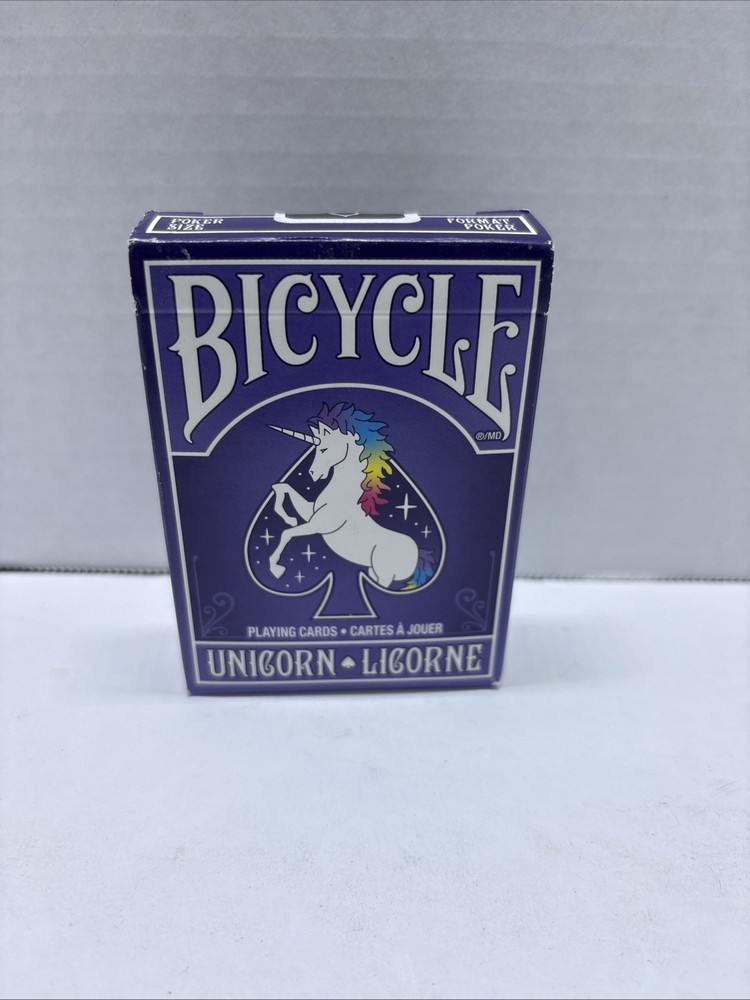 POKER SIZE
FORMAT POKER
BICYCLE
®/MD
PLAYING CARDS • CARTES À JOUER
UNICORN ♠ LICORNE